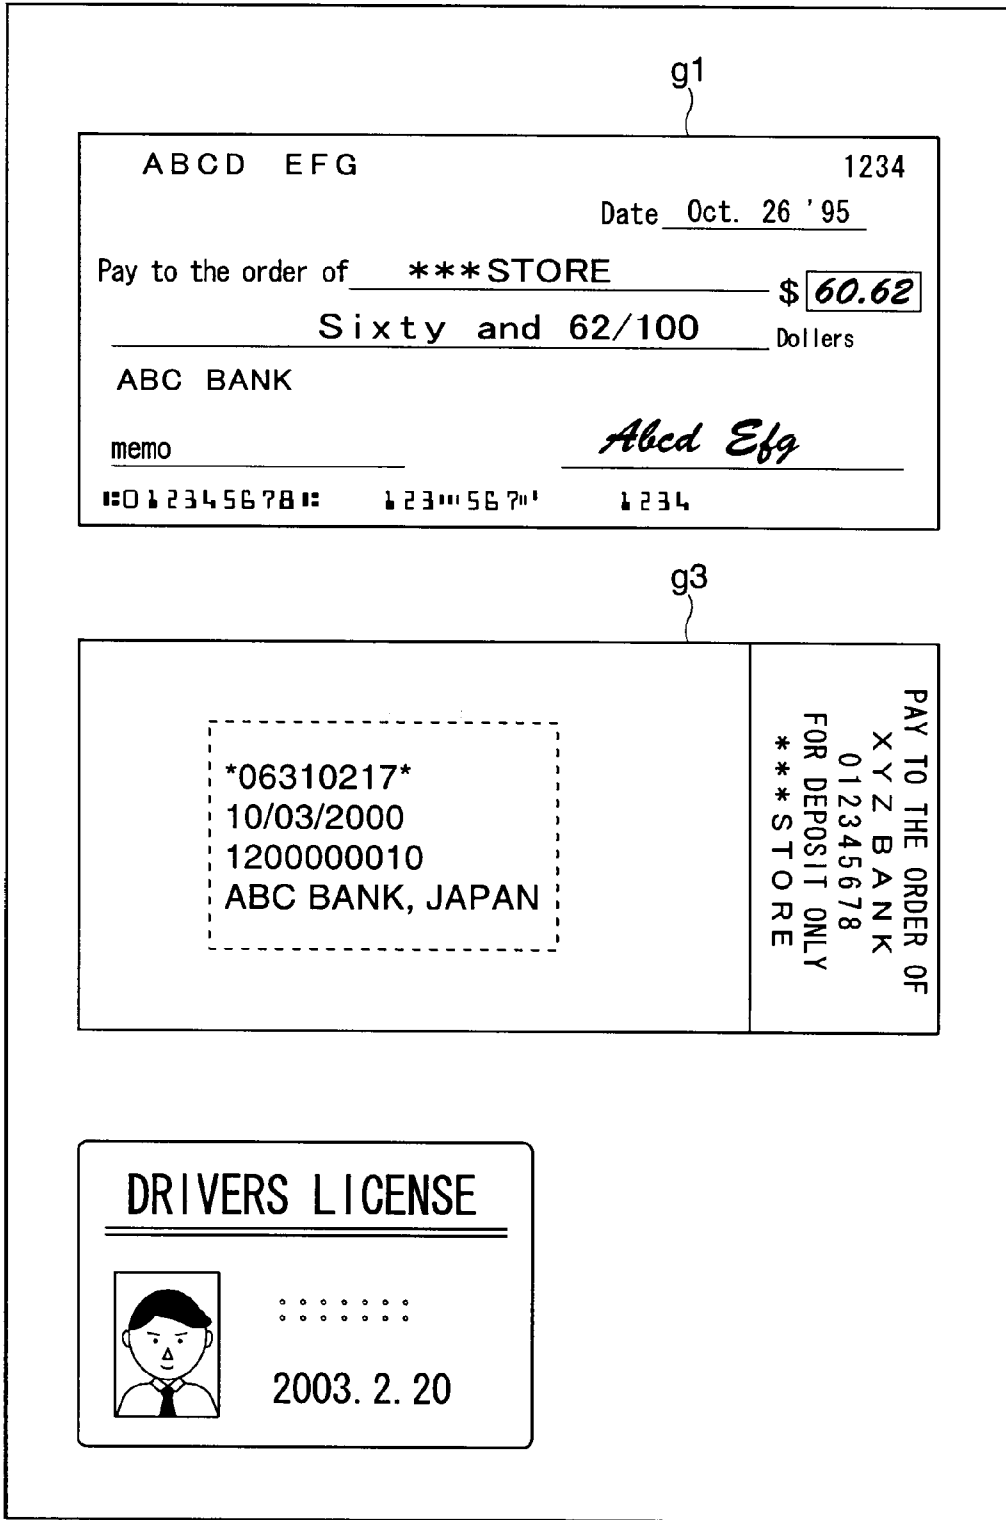 g1
ABCD EFG 1234
Date Oct. 26 '95
Pay to the order of ***STORE $ 60.62
Sixty and 62/100 Dollers
ABC BANK
Abcd Efg
memo
⑆012345678⑆ 123⑈567⑈ 1234
g3
*06310217*
10/03/2000
1200000010
ABC BANK, JAPAN
PAY TO THE ORDER OF
XYZ BANK
012345678
FOR DEPOSIT ONLY
***STORE
DRIVERS LICENSE
2003.2.20